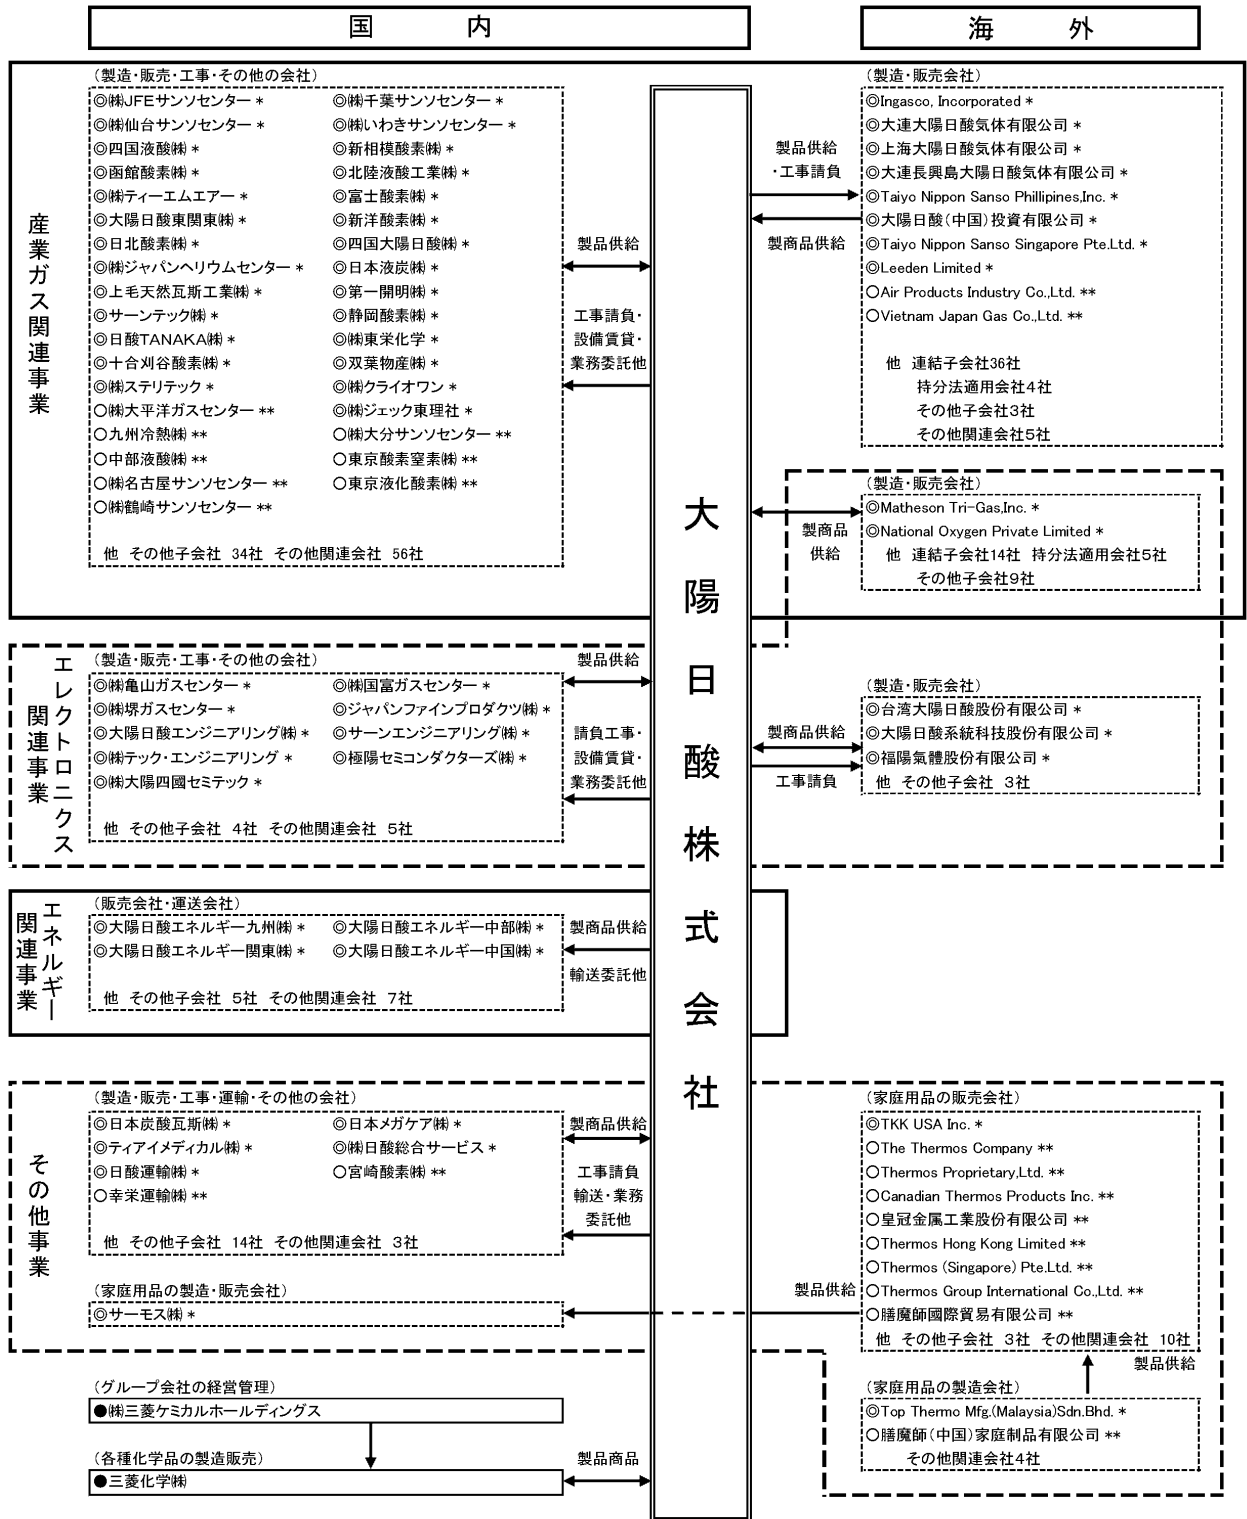 国 内
海 外
産業ガス関連事業
(製造・販売・工事・その他の会社)
◎㈱JFEサンソセンター * ◎㈱千葉サンソセンター *
◎㈱仙台サンソセンター * ◎㈱いわきサンソセンター *
◎四国液酸㈱ * ◎新相模酸素㈱ *
◎函館酸素㈱ * ◎北陸液酸工業㈱ *
◎㈱ティーエムエアー * ◎富士酸素㈱ *
◎大陽日酸東関東㈱ * ◎新洋酸素㈱ *
◎日北酸素㈱ * ◎四国大陽日酸㈱ *
◎㈱ジャパンヘリウムセンター * ◎日本液炭㈱ *
◎上毛天然瓦斯工業㈱ * ◎第一開明㈱ *
◎サーンテック㈱ * ◎静岡酸素㈱ *
◎日酸TANAKA㈱ * ◎㈱東栄化学 *
◎十合刈谷酸素㈱ * ◎双葉物産㈱ *
◎㈱ステリテック * ◎㈱クライオワン *
○㈱大平洋ガスセンター ** ◎㈱ジェック東理社 *
○九州冷熱㈱ ** ○㈱大分サンソセンター **
○中部液酸㈱ ** ○東京酸素窒素㈱ **
○㈱名古屋サンソセンター ** ○東京液化酸素㈱ **
○㈱鶴崎サンソセンター **
他 その他子会社 34社 その他関連会社 56社
製品供給
工事請負・
設備賃貸・
業務委託他
大陽日酸株式会社
製品供給
・工事請負
製商品供給
(製造・販売会社)
◎Ingasco, Incorporated *
◎大連大陽日酸気体有限公司 *
◎上海大陽日酸気体有限公司 *
◎大連長興島大陽日酸気体有限公司 *
◎Taiyo Nippon Sanso Phillipines,Inc. *
◎大陽日酸(中国)投資有限公司 *
◎Taiyo Nippon Sanso Singapore Pte.Ltd. *
◎Leeden Limited *
○Air Products Industry Co.,Ltd. **
○Vietnam Japan Gas Co.,Ltd. **
他 連結子会社36社
持分法適用会社4社
その他子会社3社
その他関連会社5社
製商品
供給
(製造・販売会社)
◎Matheson Tri-Gas,Inc. *
◎National Oxygen Private Limited *
他 連結子会社14社 持分法適用会社5社
その他子会社9社
エレクトロニクス
関連事業
(製造・販売・工事・その他の会社)
◎㈱亀山ガスセンター * ◎㈱国富ガスセンター *
◎㈱堺ガスセンター * ◎ジャパンファインプロダクツ㈱ *
◎大陽日酸エンジニアリング㈱ * ◎サーンエンジニアリング㈱ *
◎㈱テック・エンジニアリング * ◎極陽セミコンダクターズ㈱ *
◎㈱大陽四國セミテック *
他 その他子会社 4社 その他関連会社 5社
製品供給
請負工事・
設備賃貸・
業務委託他
製商品供給
工事請負
(製造・販売会社)
◎台湾大陽日酸股份有限公司 *
◎大陽日酸系統科技股份有限公司 *
◎福陽氣體股份有限公司 *
他 その他子会社 3社
エネルギー
関連事業
(販売会社・運送会社)
◎大陽日酸エネルギー九州㈱ * ◎大陽日酸エネルギー中部㈱ *
◎大陽日酸エネルギー関東㈱ * ◎大陽日酸エネルギー中国㈱ *
他 その他子会社 5社 その他関連会社 7社
製商品供給
輸送委託他
その他事業
(製造・販売・工事・運輸・その他の会社)
◎日本炭酸瓦斯㈱ * ◎日本メガケア㈱ *
◎ティアイメディカル㈱ * ◎㈱日酸総合サービス *
◎日酸運輸㈱ * ○宮崎酸素㈱ **
○幸栄運輸㈱ **
他 その他子会社 14社 その他関連会社 3社
製商品供給
工事請負
輸送・業務
委託他
(家庭用品の製造・販売会社)
◎サーモス㈱ *
製品供給
(家庭用品の販売会社)
◎TKK USA Inc. *
○The Thermos Company **
○Thermos Proprietary,Ltd. **
○Canadian Thermos Products Inc. **
○皇冠金属工業股份有限公司 **
○Thermos Hong Kong Limited **
○Thermos (Singapore) Pte.Ltd. **
○Thermos Group International Co.,Ltd. **
○膳魔師國際貿易有限公司 **
他 その他子会社 3社 その他関連会社 10社
製品供給
(家庭用品の製造会社)
◎Top Thermo Mfg.(Malaysia)Sdn.Bhd. *
○膳魔師(中国)家庭制品有限公司 **
その他関連会社4社
(グループ会社の経営管理)
●㈱三菱ケミカルホールディングス
(各種化学品の製造販売)
●三菱化学㈱
製品商品